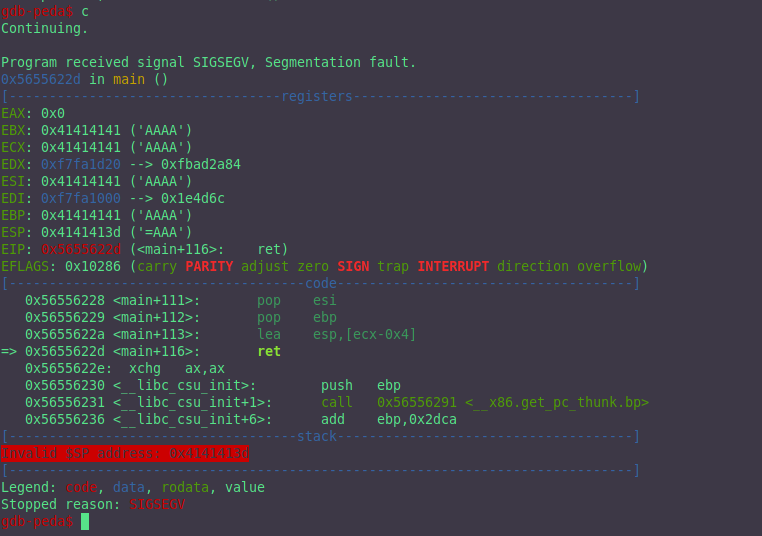 gdb-peda$ c
Continuing.
Program received signal SIGSEGV, Segmentation fault.
0x5655622d in main ()
[----------------------------------registers-----------------------------------]
EAX: 0x0
EBX: 0x41414141 ('AAAA')
ECX: 0x41414141 ('AAAA')
EDX: 0xf7fa1d20 --> 0xfbad2a84
ESI: 0x41414141 ('AAAA')
EDI: 0xf7fa1000 --> 0x1e4d6c
EBP: 0x41414141 ('AAAA')
ESP: 0x4141413d ('=AAA')
EIP: 0x5655622d (<main+116>: ret)
EFLAGS: 0x10286 (carry PARITY adjust zero SIGN trap INTERRUPT direction overflow)
[-------------------------------------code-------------------------------------]
0x56556228 <main+111>: pop esi
0x56556229 <main+112>: pop ebp
0x5655622a <main+113>: lea esp,[ecx-0x4]
=> 0x5655622d <main+116>: ret
0x5655622e: xchg ax,ax
0x56556230 <__libc_csu_init>: push ebp
0x56556231 <__libc_csu_init+1>: call 0x56556291 <__x86.get_pc_thunk.bp>
0x56556236 <__libc_csu_init+6>: add ebp,0x2dca
[------------------------------------stack-------------------------------------]
Invalid $SP address: 0x4141413d
[------------------------------------------------------------------------------]
Legend: code, data, rodata, value
Stopped reason: SIGSEGV
gdb-peda$